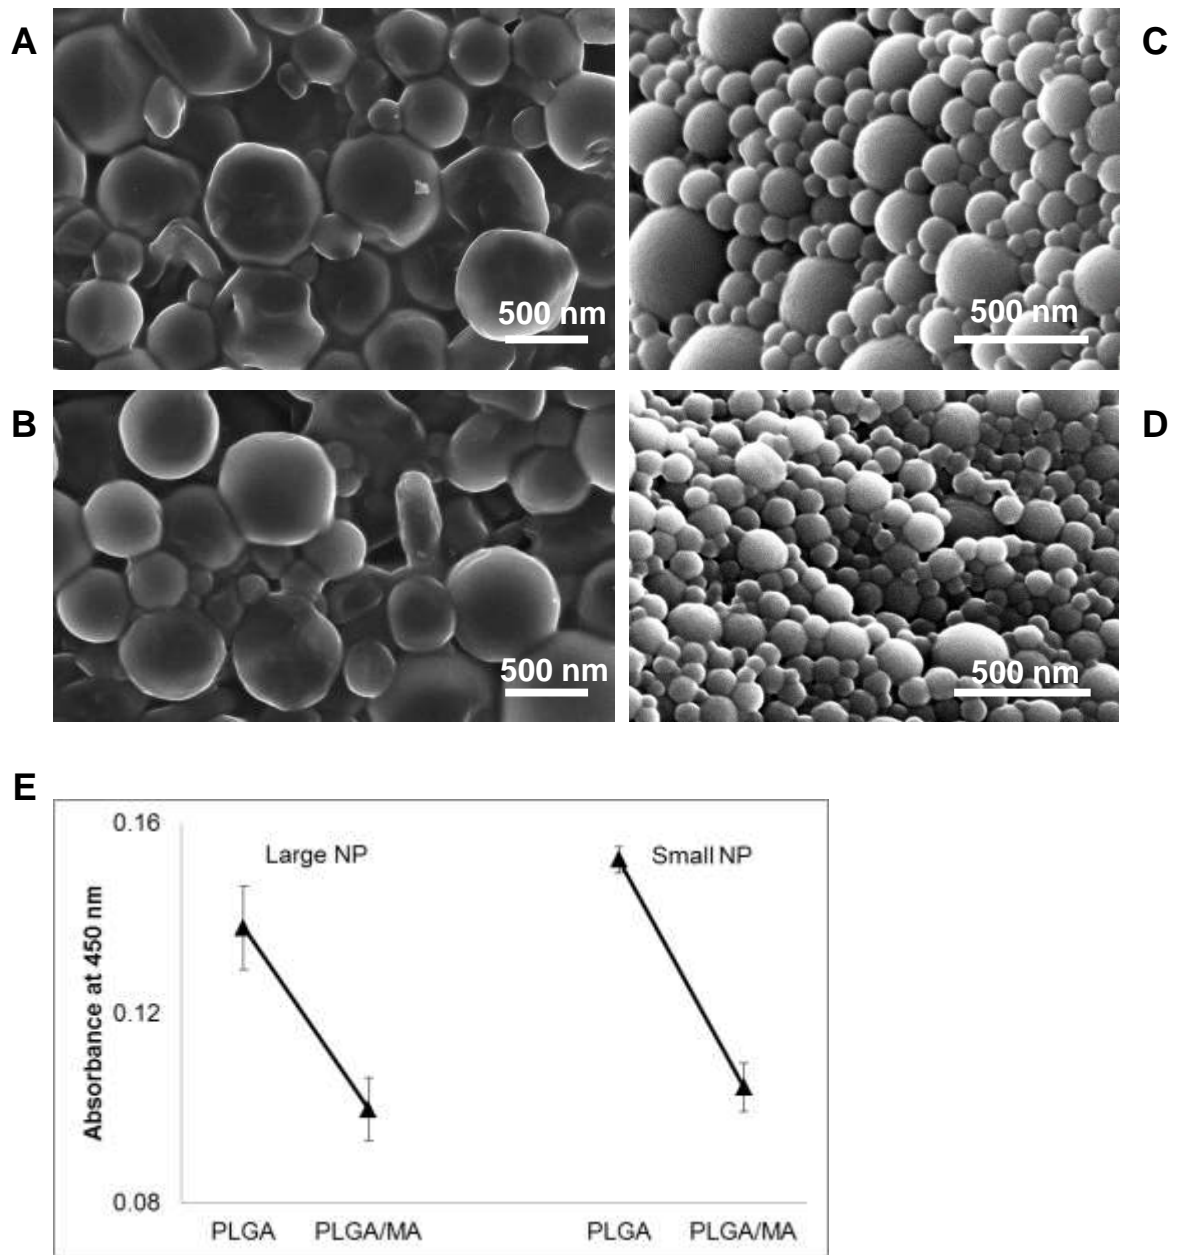 A
C
500 nm
500 nm
B
D
500 nm
500 nm
E
0.16
Large NP
Small NP
Absorbance at 450 nm
0.12
0.08
PLGA
PLGA/MA
PLGA
PLGA/MA